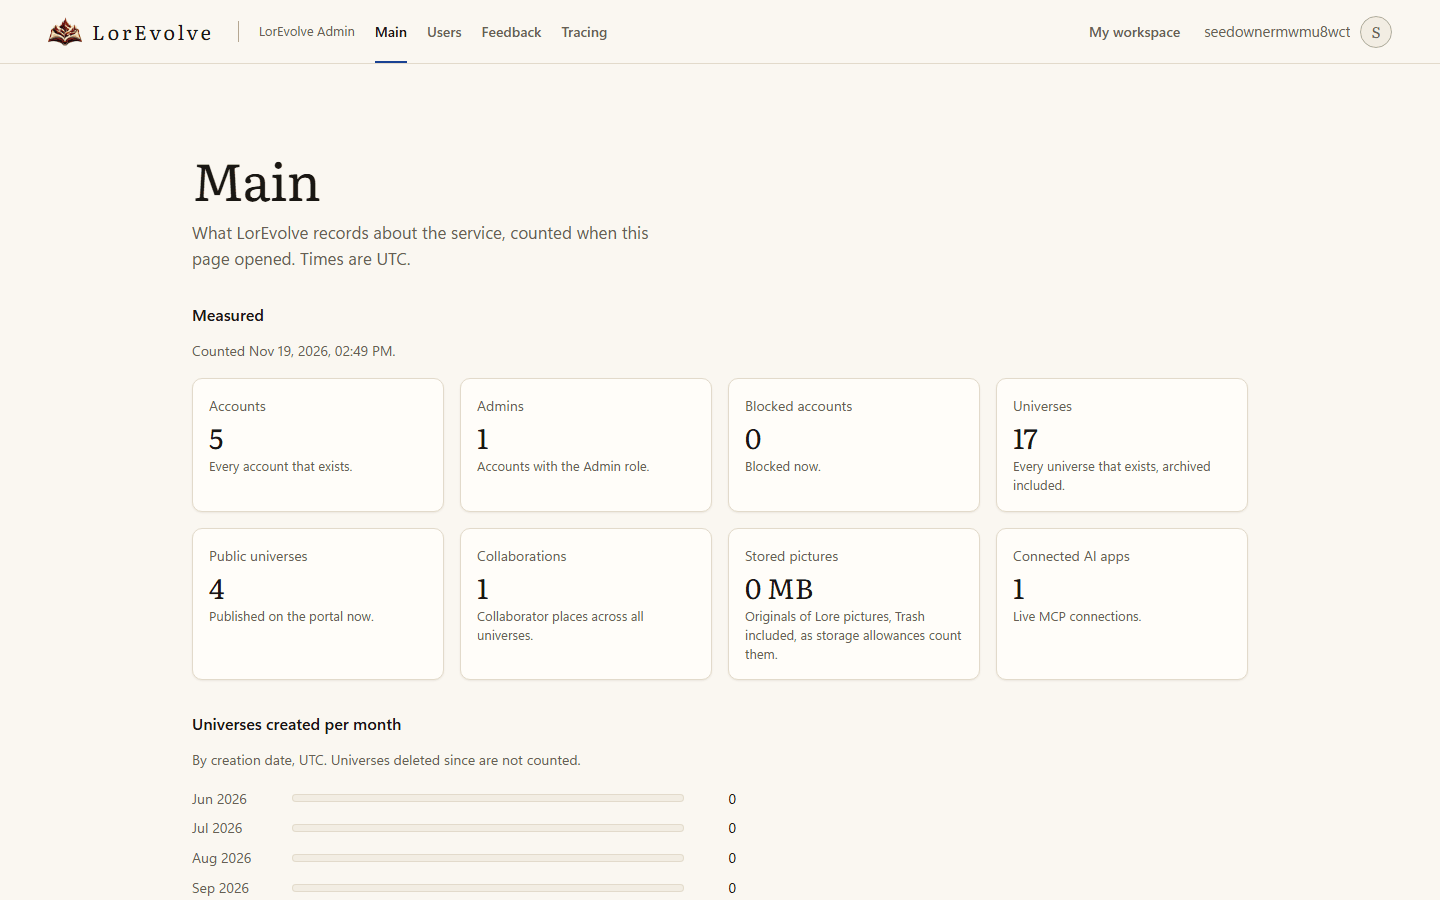 LorEvolve
LorEvolve Admin
Main
Users
Feedback
Tracing
My workspace
seedownermwmu8wct
S
Main
What LorEvolve records about the service, counted when this
page opened. Times are UTC.
Measured
Counted Nov 19, 2026, 02:49 PM.
Accounts
5
Every account that exists.
Admins
1
Accounts with the Admin role.
Blocked accounts
0
Blocked now.
Universes
17
Every universe that exists, archived
included.
Public universes
4
Published on the portal now.
Collaborations
1
Collaborator places across all
universes.
Stored pictures
0 MB
Originals of Lore pictures, Trash
included, as storage allowances count
them.
Connected AI apps
1
Live MCP connections.
Universes created per month
By creation date, UTC. Universes deleted since are not counted.
Jun 2026 0
Jul 2026 0
Aug 2026 0
Sep 2026 0